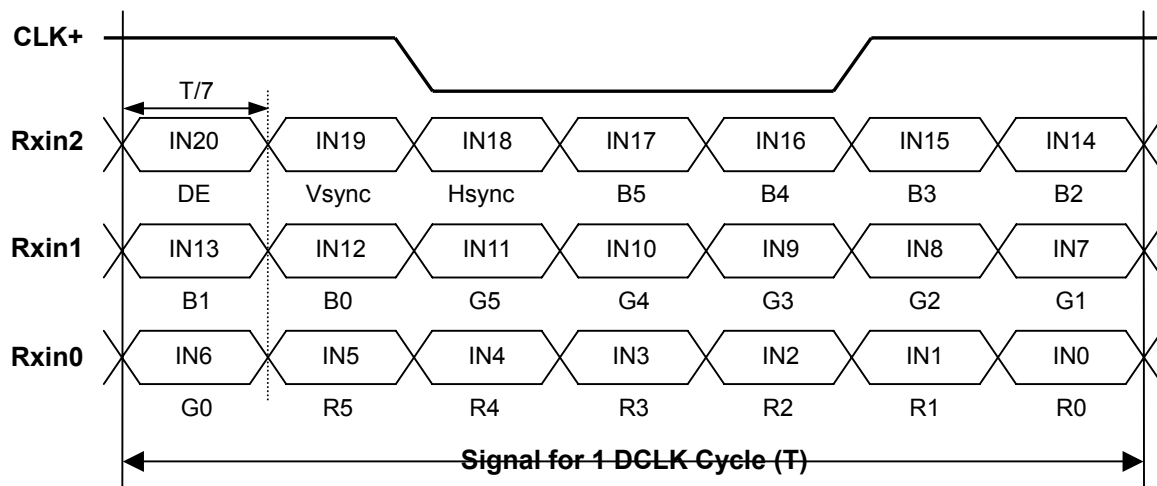 CLK+
T/7
Rxin2 IN20 IN19 IN18 IN17 IN16 IN15 IN14
DE Vsync Hsync B5 B4 B3 B2
Rxin1 IN13 IN12 IN11 IN10 IN9 IN8 IN7
B1 B0 G5 G4 G3 G2 G1
Rxin0 IN6 IN5 IN4 IN3 IN2 IN1 IN0
G0 R5 R4 R3 R2 R1 R0
Signal for 1 DCLK Cycle (T)